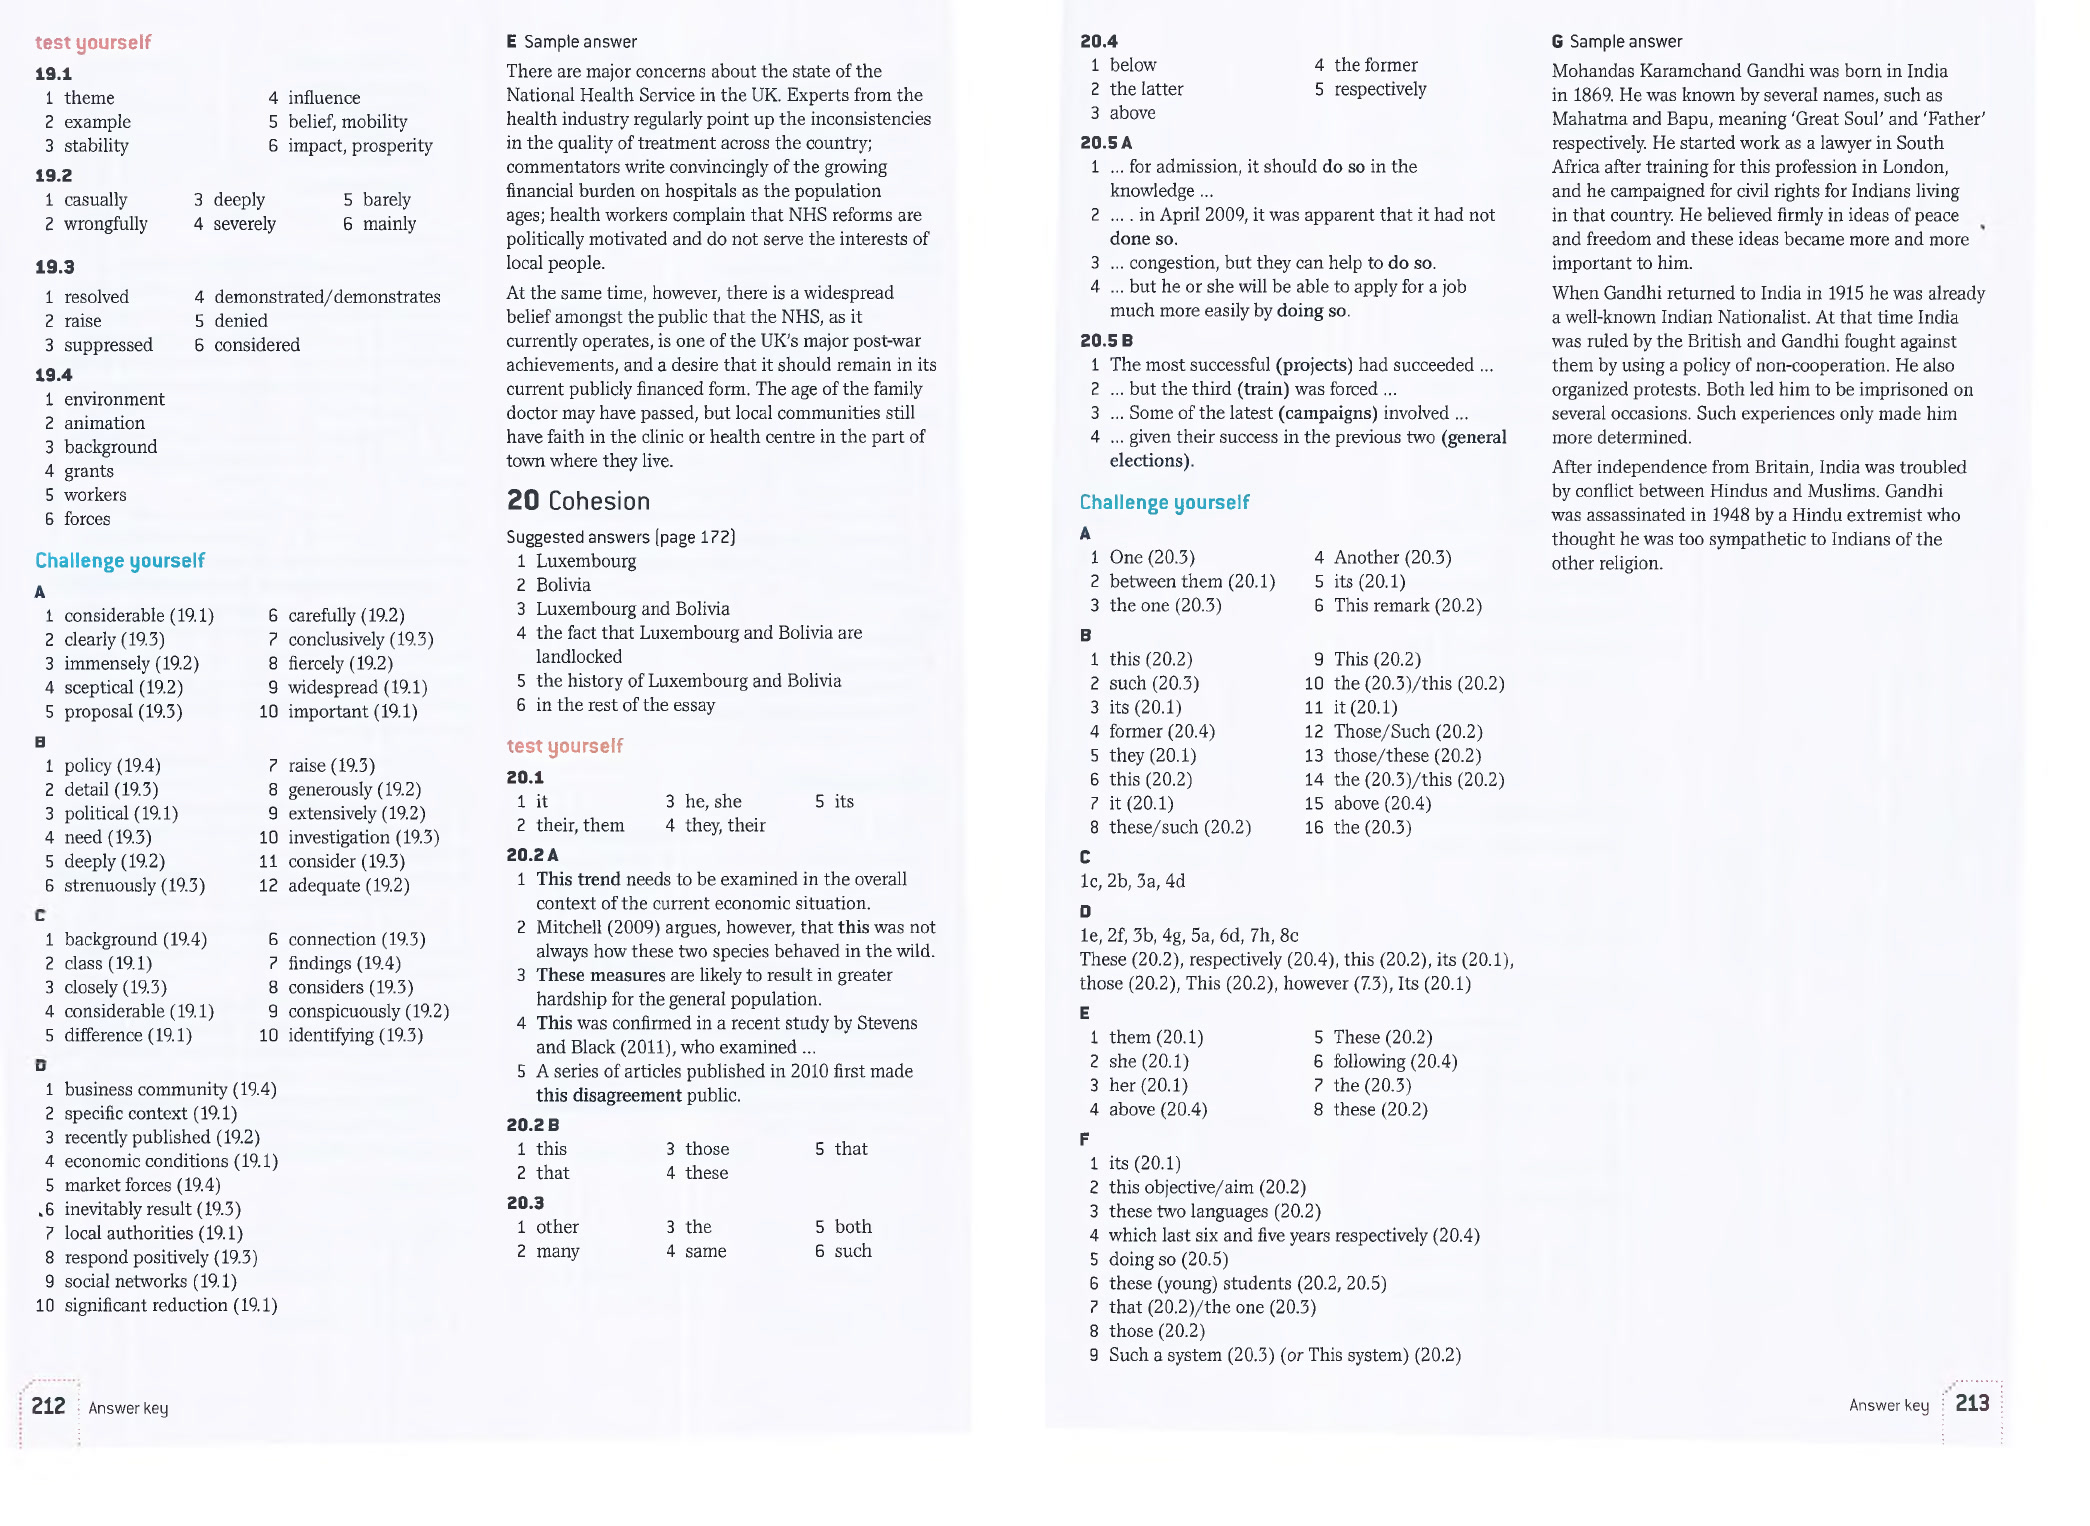 test yourself
19.1
1 theme
2 example
3 stability
4 influence
5 belief, mobility
6 impact, prosperity
19.2
1 casually
2 wrongfully
3 deeply
4 severely
5 barely
6 mainly
19.3
1 resolved
2 raise
3 suppressed
4 demonstrated/demonstrates
5 denied
6 considered
19.4
1 environment
2 animation
3 background
4 grants
5 workers
6 forces
Challenge yourself
A
1 considerable (19.1)
2 clearly (19.3)
3 immensely (19.2)
4 sceptical (19.2)
5 proposal (19.3)
6 carefully (19.2)
7 conclusively (19.3)
8 fiercely (19.2)
9 widespread (19.1)
10 important (19.1)
B
1 policy (19.4)
2 detail (19.3)
3 political (19.1)
4 need (19.3)
5 deeply (19.2)
6 strenuously (19.3)
7 raise (19.3)
8 generously (19.2)
9 extensively (19.2)
10 investigation (19.3)
11 consider (19.3)
12 adequate (19.2)
C
1 background (19.4)
2 class (19.1)
3 closely (19.3)
4 considerable (19.1)
5 difference (19.1)
6 connection (19.3)
7 findings (19.4)
8 considers (19.3)
9 conspicuously (19.2)
10 identifying (19.3)
D
1 business community (19.4)
2 specific context (19.1)
3 recently published (19.2)
4 economic conditions (19.1)
5 market forces (19.4)
6 inevitably result (19.3)
7 local authorities (19.1)
8 respond positively (19.3)
9 social networks (19.1)
10 significant reduction (19.1)
E Sample answer
There are major concerns about the state of the
National Health Service in the UK. Experts from the
health industry regularly point up the inconsistencies
in the quality of treatment across the country;
commentators write convincingly of the growing
financial burden on hospitals as the population
ages; health workers complain that NHS reforms are
politically motivated and do not serve the interests of
local people.
At the same time, however, there is a widespread
belief amongst the public that the NHS, as it
currently operates, is one of the UK's major post-war
achievements, and a desire that it should remain in its
current publicly financed form. The age of the family
doctor may have passed, but local communities still
have faith in the clinic or health centre in the part of
town where they live.
20 Cohesion
Suggested answers (page 172)
1 Luxembourg
2 Bolivia
3 Luxembourg and Bolivia
4 the fact that Luxembourg and Bolivia are
landlocked
5 the history of Luxembourg and Bolivia
6 in the rest of the essay
test yourself
20.1
1 it
2 their, them
3 he, she
4 they, their
5 its
20.2 A
1 This trend needs to be examined in the overall
context of the current economic situation.
2 Mitchell (2009) argues, however, that this was not
always how these two species behaved in the wild.
3 These measures are likely to result in greater
hardship for the general population.
4 This was confirmed in a recent study by Stevens
and Black (2011), who examined ...
5 A series of articles published in 2010 first made
this disagreement public.
20.2 B
1 this
2 that
3 those
4 these
5 that
20.3
1 other
2 many
3 the
4 same
5 both
6 such
212 Answer key
20.4
1 below
2 the latter
3 above
4 the former
5 respectively
20.5 A
1 ... for admission, it should do so in the
knowledge ...
2 ... . in April 2009, it was apparent that it had not
done so.
3 ... congestion, but they can help to do so.
4 ... but he or she will be able to apply for a job
much more easily by doing so.
20.5 B
1 The most successful (projects) had succeeded ...
2 ... but the third (train) was forced ...
3 ... Some of the latest (campaigns) involved ...
4 ... given their success in the previous two (general
elections).
Challenge yourself
A
1 One (20.3)
2 between them (20.1)
3 the one (20.3)
4 Another (20.3)
5 its (20.1)
6 This remark (20.2)
B
1 this (20.2)
2 such (20.3)
3 its (20.1)
4 former (20.4)
5 they (20.1)
6 this (20.2)
7 it (20.1)
8 these/such (20.2)
9 This (20.2)
10 the (20.3)/this (20.2)
11 it (20.1)
12 Those/Such (20.2)
13 those/these (20.2)
14 the (20.3)/this (20.2)
15 above (20.4)
16 the (20.3)
C
1c, 2b, 3a, 4d
D
1e, 2f, 3b, 4g, 5a, 6d, 7h, 8c
These (20.2), respectively (20.4), this (20.2), its (20.1),
those (20.2), This (20.2), however (7.3), Its (20.1)
E
1 them (20.1)
2 she (20.1)
3 her (20.1)
4 above (20.4)
5 These (20.2)
6 following (20.4)
7 the (20.3)
8 these (20.2)
F
1 its (20.1)
2 this objective/aim (20.2)
3 these two languages (20.2)
4 which last six and five years respectively (20.4)
5 doing so (20.5)
6 these (young) students (20.2, 20.5)
7 that (20.2)/the one (20.3)
8 those (20.2)
9 Such a system (20.3) (or This system) (20.2)
G Sample answer
Mohandas Karamchand Gandhi was born in India
in 1869. He was known by several names, such as
Mahatma and Bapu, meaning 'Great Soul' and 'Father'
respectively. He started work as a lawyer in South
Africa after training for this profession in London,
and he campaigned for civil rights for Indians living
in that country. He believed firmly in ideas of peace
and freedom and these ideas became more and more
important to him.
When Gandhi returned to India in 1915 he was already
a well-known Indian Nationalist. At that time India
was ruled by the British and Gandhi fought against
them by using a policy of non-cooperation. He also
organized protests. Both led him to be imprisoned on
several occasions. Such experiences only made him
more determined.
After independence from Britain, India was troubled
by conflict between Hindus and Muslims. Gandhi
was assassinated in 1948 by a Hindu extremist who
thought he was too sympathetic to Indians of the
other religion.
Answer key 213